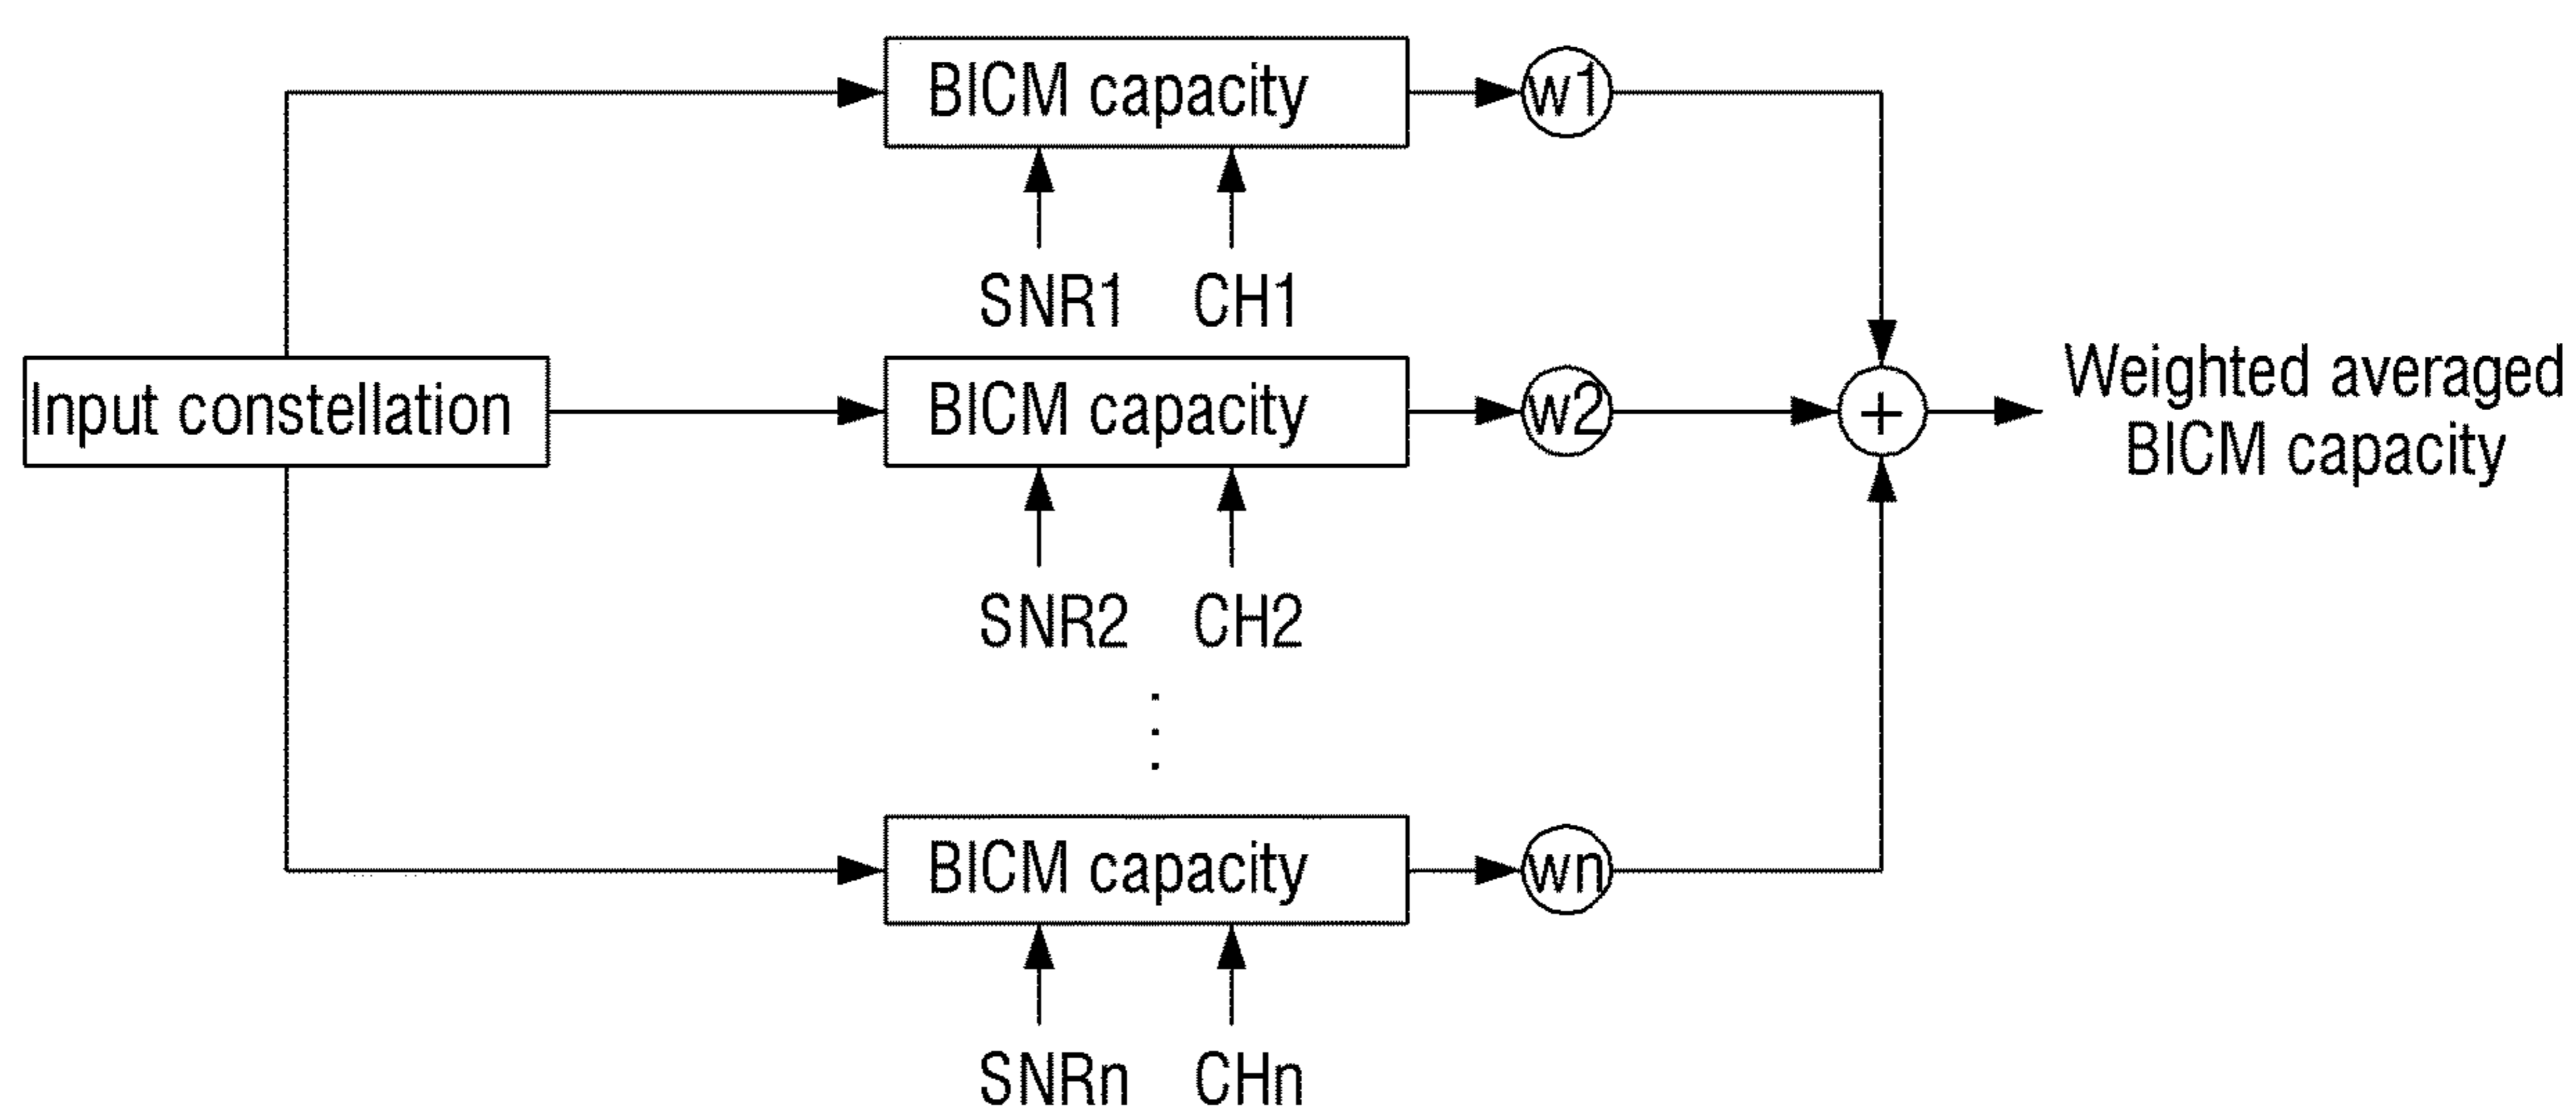 BICM capacity
w1
SNR1 CH1
Input constellation
BICM capacity
w2
+
Weighted averaged
BICM capacity
SNR2 CH2
BICM capacity
wn
SNRn CHn